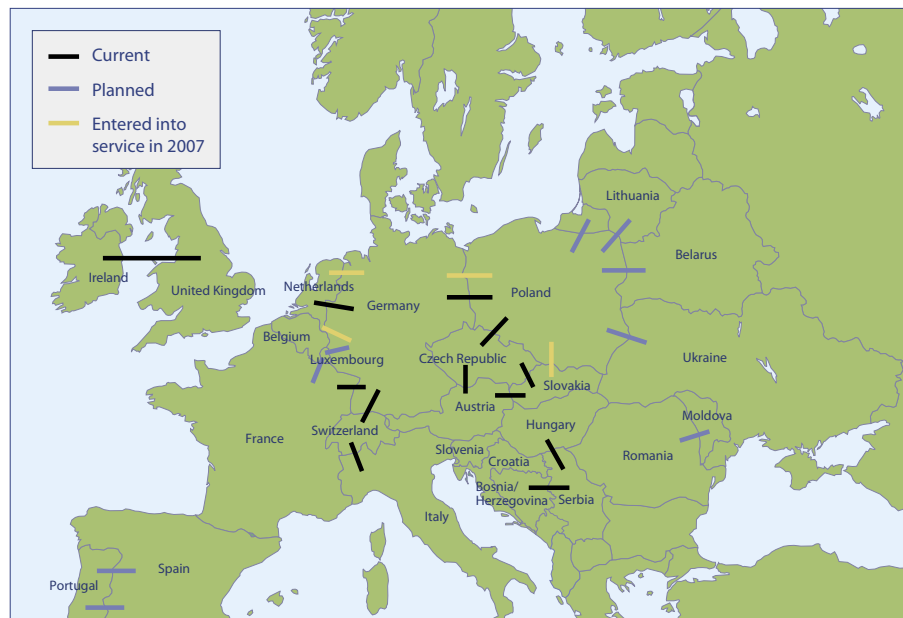 Current
Planned
Entered into
service in 2007
Lithuania
Belarus
Ireland
United Kingdom
Netherlands
Germany
Poland
Belgium
Luxembourg
Czech Republic
Ukraine
Slovakia
Austria
Moldova
France
Switzerland
Hungary
Slovenia
Croatia
Romania
Bosnia/
Herzegovina
Serbia
Italy
Spain
Portugal